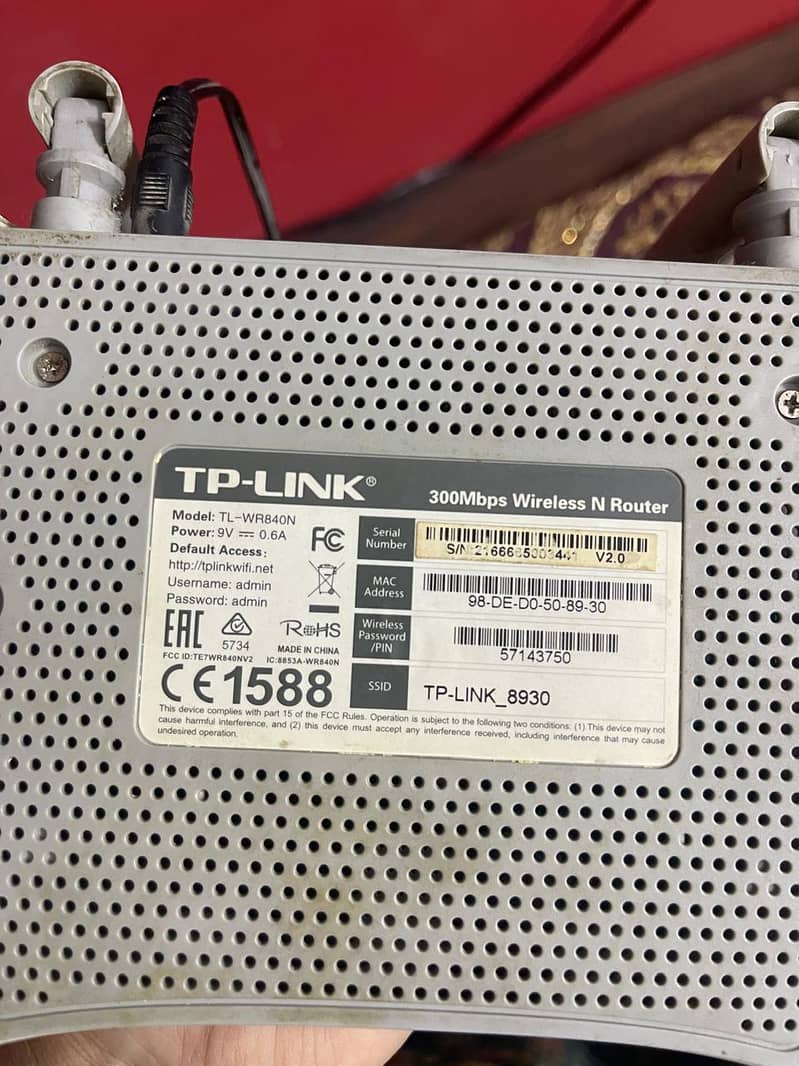 TP-LINK®
300Mbps Wireless N Router
Model: TL-WR840N
Power: 9V ⎓ 0.6A
Default Access:
http://tplinkwifi.net
Username: admin
Password: admin
FC
EAC
5734
RoHS
MADE IN CHINA
FCC ID:TE7WR840NV2
IC:8853A-WR840N
CE1588
Serial
Number
S/N: V2.0
MAC
Address
98-DE-D0-50-89-30
Wireless
Password
/PIN
57143750
SSID
TP-LINK_8930
This device complies with part 15 of the FCC Rules. Operation is subject to the following two conditions: (1) This device may not
cause harmful interference, and (2) this device must accept any interference received, including interference that may cause
undesired operation.